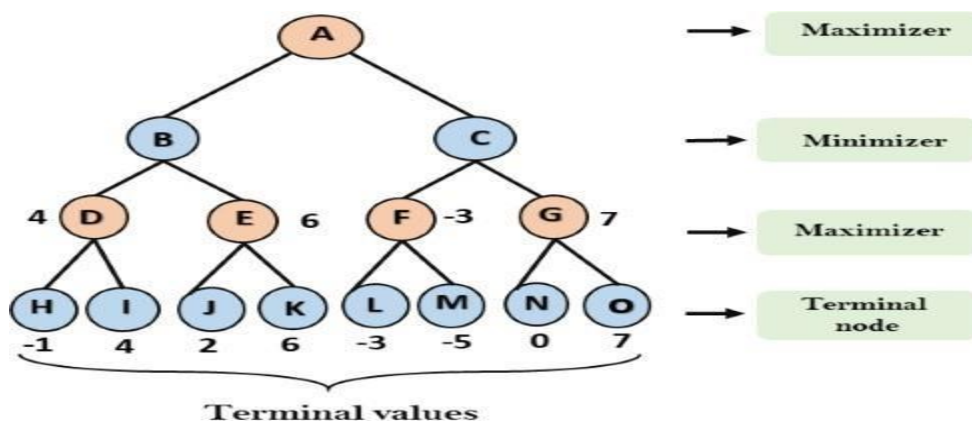 A Maximizer
B C Minimizer
4 D E 6 F -3 G 7 Maximizer
H I J K L M N O Terminal
node
-1 4 2 6 -3 -5 0 7
Terminal values